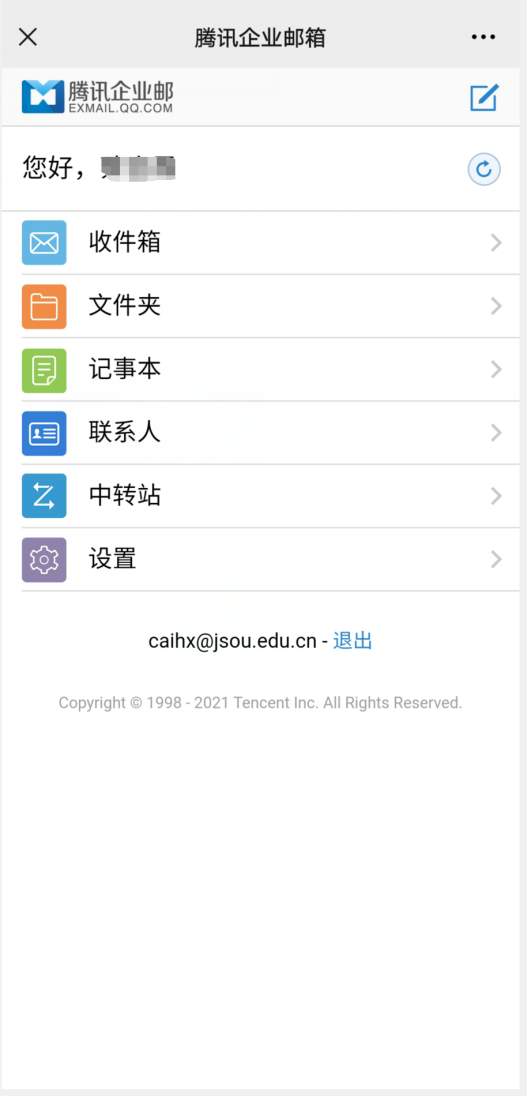 腾讯企业邮箱
腾讯企业邮
EXMAIL.QQ.COM
您好，
收件箱
文件夹
记事本
联系人
中转站
设置
caihx@jsou.edu.cn - 退出
Copyright © 1998 - 2021 Tencent Inc. All Rights Reserved.